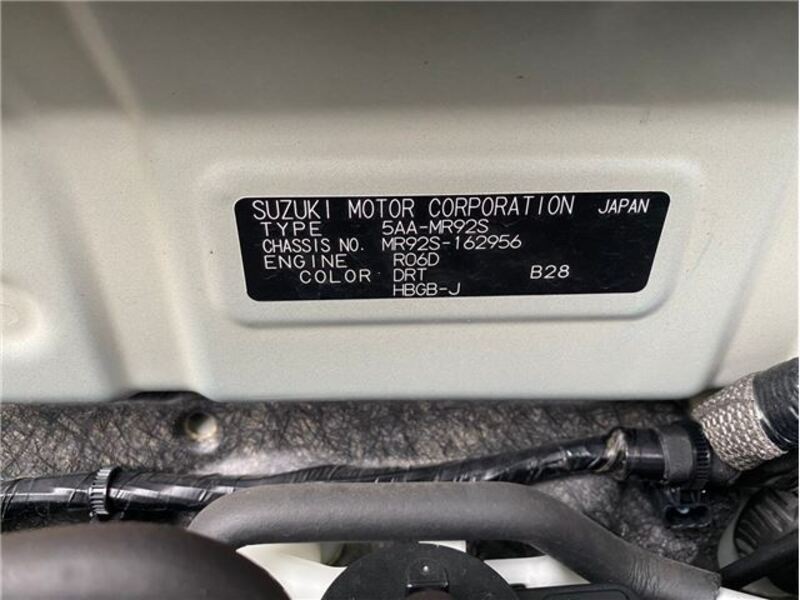 SUZUKI MOTOR CORPORATION JAPAN
TYPE 5AA-MR92S
CHASSIS NO. MR92S-162956
ENGINE R06D
COLOR DRT B28
HBGB-J